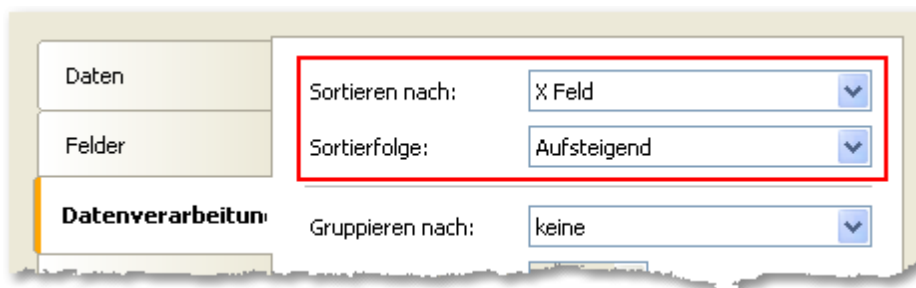 Daten
Felder
Datenverarbeitun
Sortieren nach: X Feld
Sortierfolge: Aufsteigend
Gruppieren nach: keine